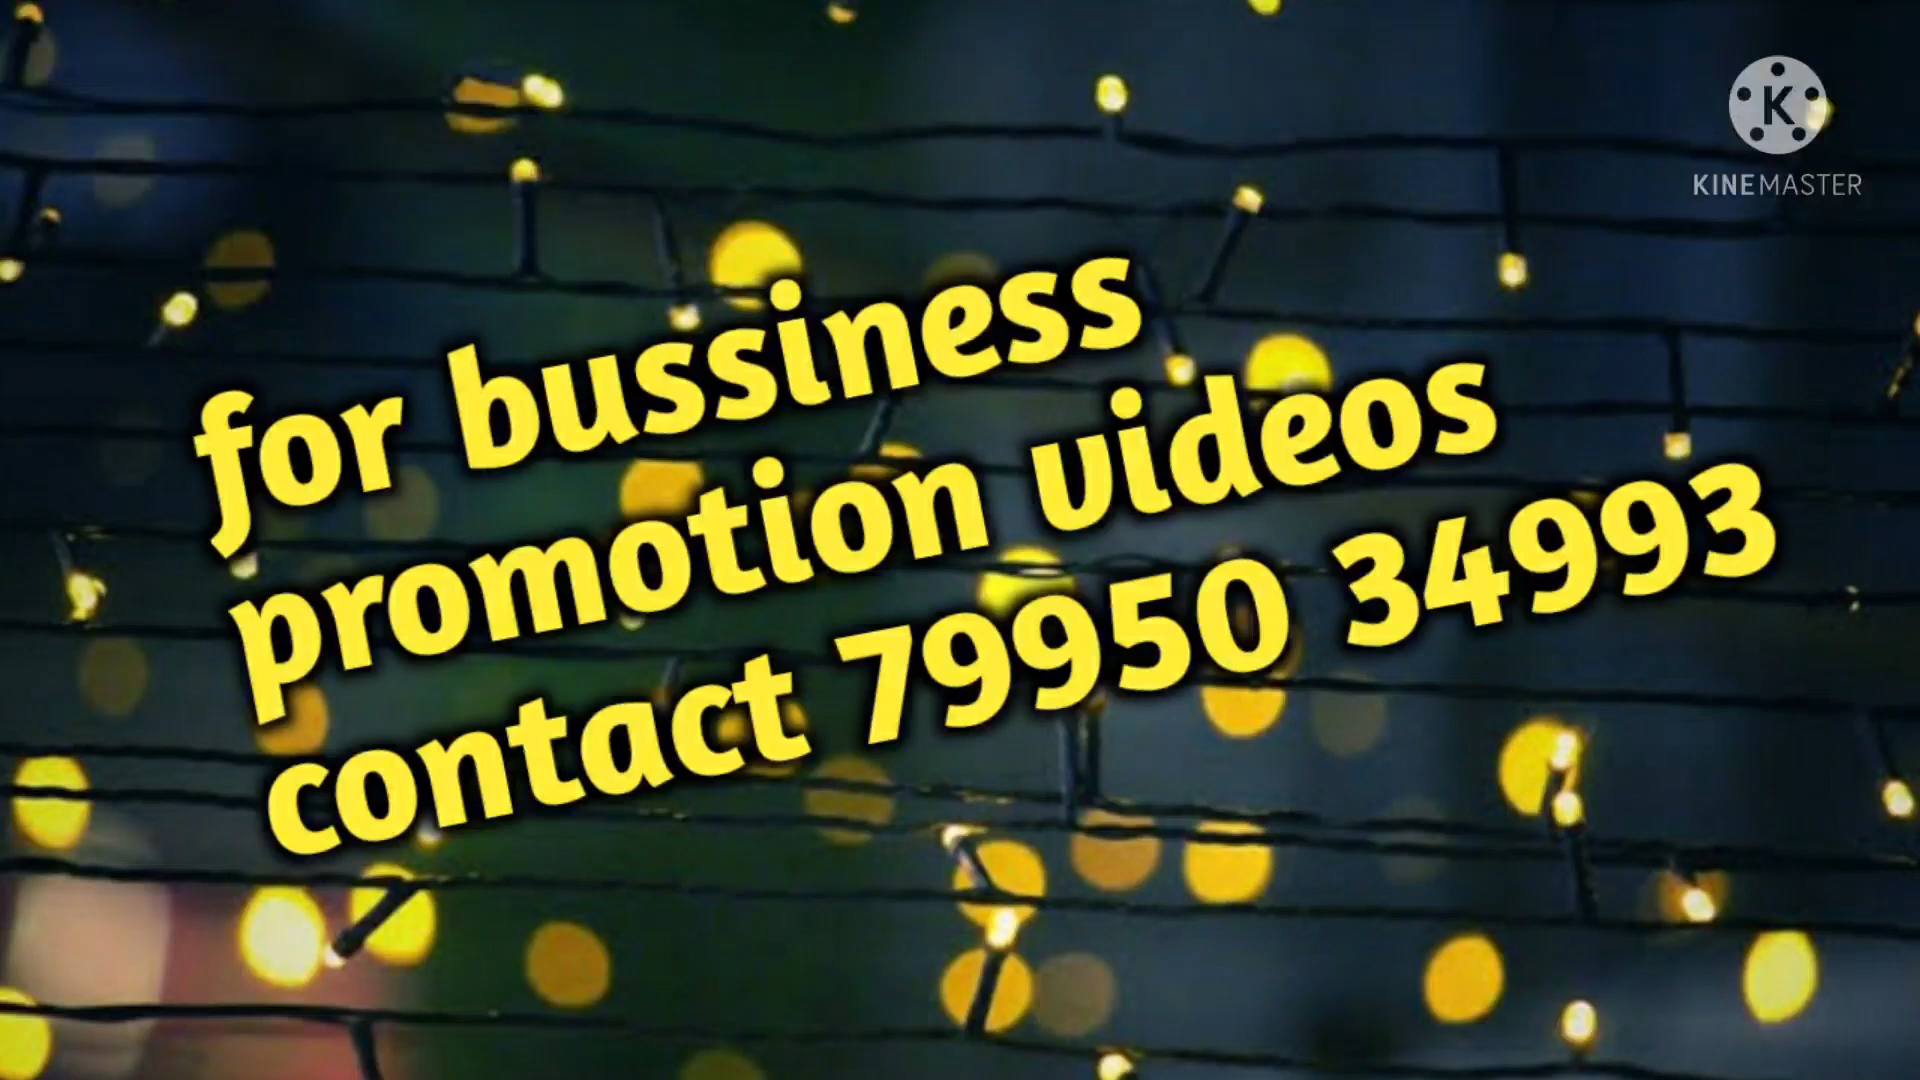 K
KINEMASTER
for bussiness
promotion videos
contact 79950 34993